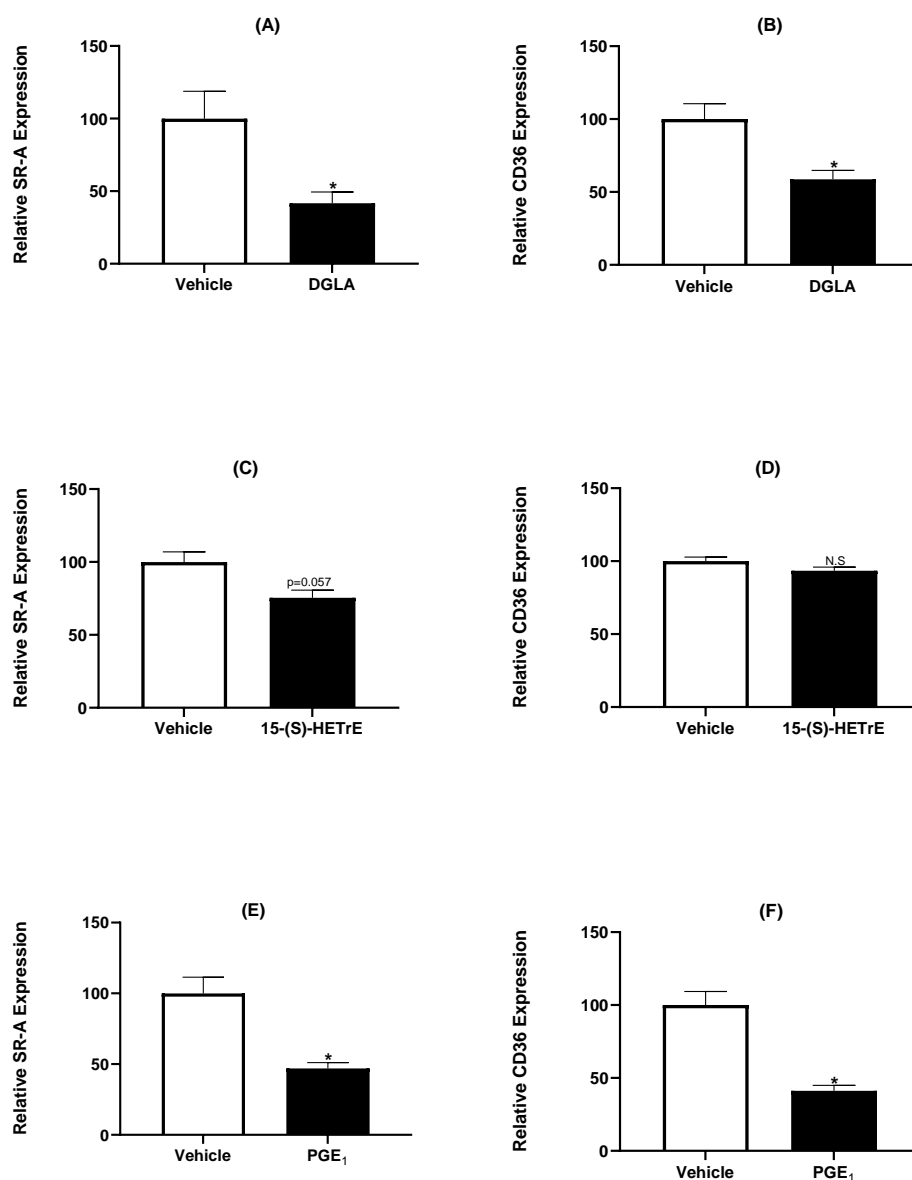 (A)
Relative SR-A Expression
150
100
50
0
*
Vehicle DGLA
(B)
Relative CD36 Expression
150
100
50
0
*
Vehicle DGLA
(C)
Relative SR-A Expression
150
100
50
0
p=0.057
Vehicle 15-(S)-HETrE
(D)
Relative CD36 Expression
150
100
50
0
N.S
Vehicle 15-(S)-HETrE
(E)
Relative SR-A Expression
150
100
50
0
*
Vehicle PGE₁
(F)
Relative CD36 Expression
150
100
50
0
*
Vehicle PGE₁